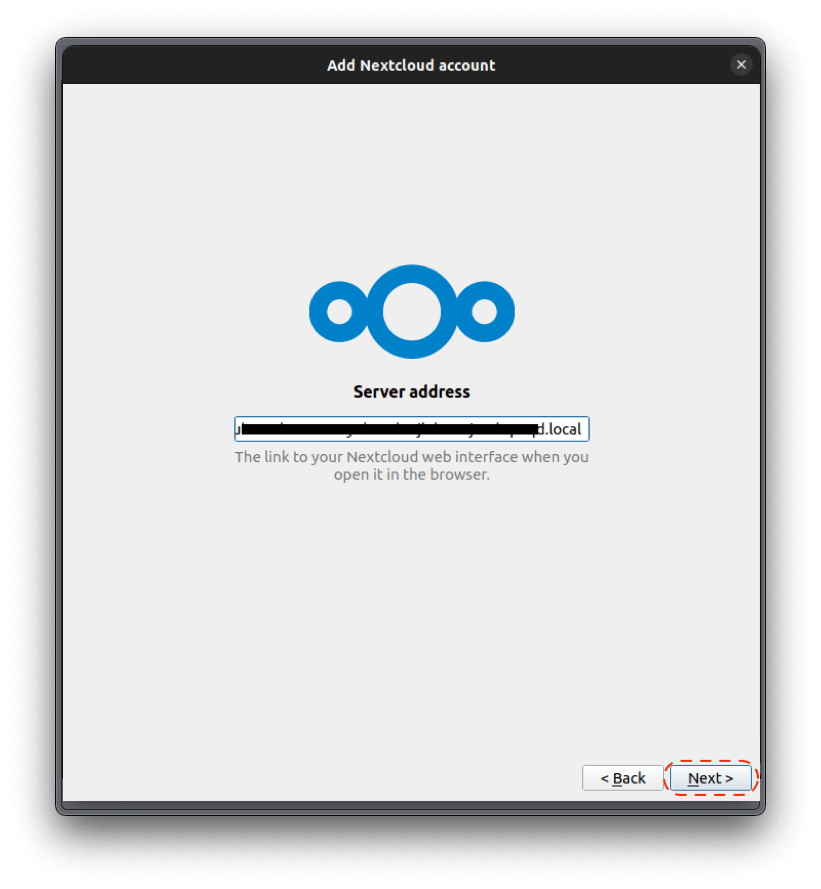 Add Nextcloud account
Server address
.local
The link to your Nextcloud web interface when you
open it in the browser.
< Back
Next >